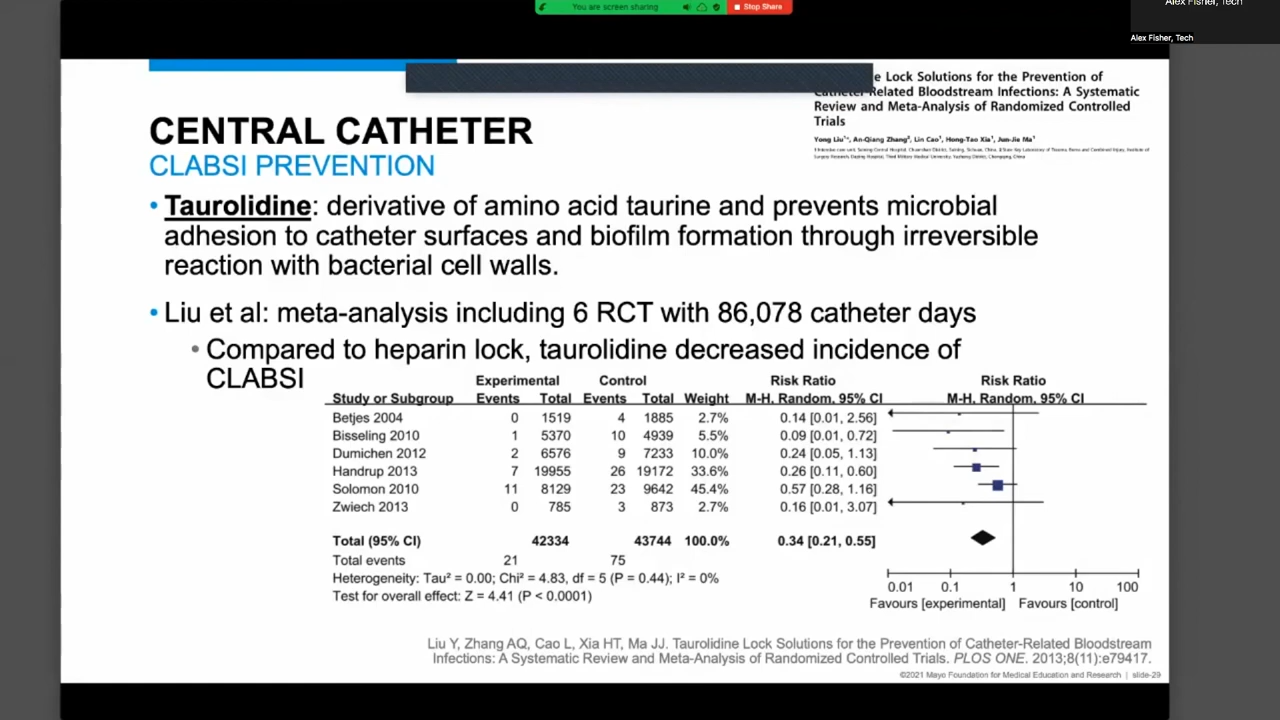 You are screen sharing
Stop Share
Alex Fisher, Tech
Alex Fisher, Tech
e Lock Solutions for the Prevention of
Catheter-Related Bloodstream Infections: A Systematic
Review and Meta-Analysis of Randomized Controlled
Trials
Yong Liu, An-Qiang Zhang, Lin Cao, Hong-Tao Xia, Jun-Jie Ma
CENTRAL CATHETER
CLABSI PREVENTION
• Taurolidine: derivative of amino acid taurine and prevents microbial
adhesion to catheter surfaces and biofilm formation through irreversible
reaction with bacterial cell walls.
• Liu et al: meta-analysis including 6 RCT with 86,078 catheter days
• Compared to heparin lock, taurolidine decreased incidence of
CLABSI
Experimental Control Risk Ratio Risk Ratio
Study or Subgroup Events Total Events Total Weight M-H, Random, 95% CI M-H, Random, 95% CI
Betjes 2004 0 1519 4 1885 2.7% 0.14 [0.01, 2.56]
Bisseling 2010 1 5370 10 4939 5.5% 0.09 [0.01, 0.72]
Dumichen 2012 2 6576 9 7233 10.0% 0.24 [0.05, 1.13]
Handrup 2013 7 19955 26 19172 33.6% 0.26 [0.11, 0.60]
Solomon 2010 11 8129 23 9642 45.4% 0.57 [0.28, 1.16]
Zwiech 2013 0 785 3 873 2.7% 0.16 [0.01, 3.07]
Total (95% CI) 42334 43744 100.0% 0.34 [0.21, 0.55]
Total events 21 75
Heterogeneity: Tau² = 0.00; Chi² = 4.83, df = 5 (P = 0.44); I² = 0%
Test for overall effect: Z = 4.41 (P < 0.0001)
0.01 0.1 1 10 100
Favours [experimental] Favours [control]
Liu Y, Zhang AQ, Cao L, Xia HT, Ma JJ. Taurolidine Lock Solutions for the Prevention of Catheter-Related Bloodstream
Infections: A Systematic Review and Meta-Analysis of Randomized Controlled Trials. PLOS ONE. 2013;8(11):e79417.
©2021 Mayo Foundation for Medical Education and Research | slide-29